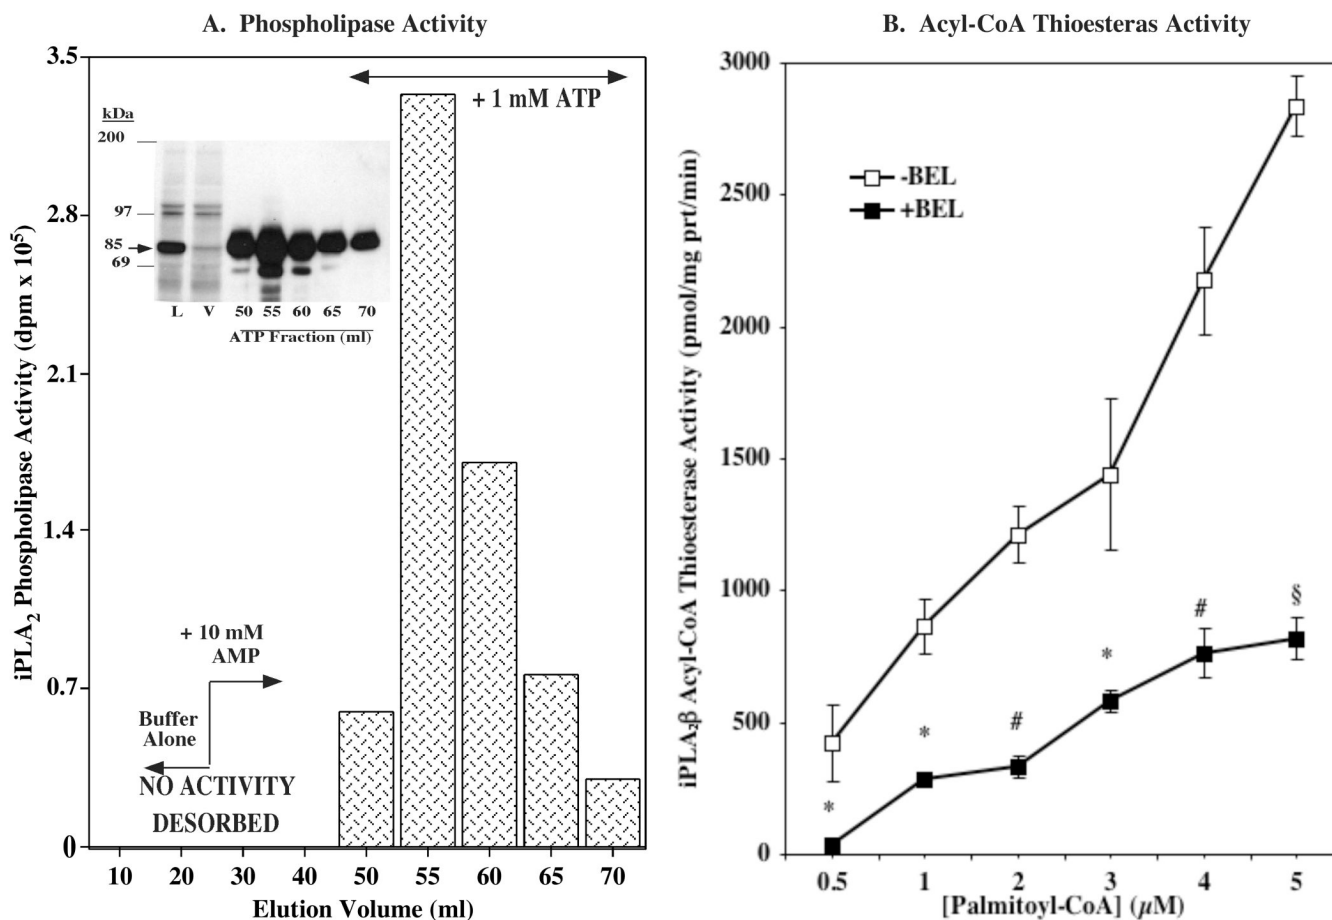 A. Phospholipase Activity
iPLA₂ Phospholipase Activity (dpm x 10⁵)
3.5
2.8
2.1
1.4
0.7
0
+ 1 mM ATP
kDa
200
97
85
69
L V 50 55 60 65 70
ATP Fraction (ml)
+ 10 mM
AMP
Buffer
Alone
NO ACTIVITY
DESORBED
10 20 30 40 50 55 60 65 70
Elution Volume (ml)
B. Acyl-CoA Thioesteras Activity
iPLA₂β Acyl-CoA Thioesterase Activity (pmol/mg prt/min)
3000
2500
2000
1500
1000
500
0
-BEL
+BEL
*
*
#
*
#
§
0.5 1 2 3 4 5
[Palmitoyl-CoA] (µM)